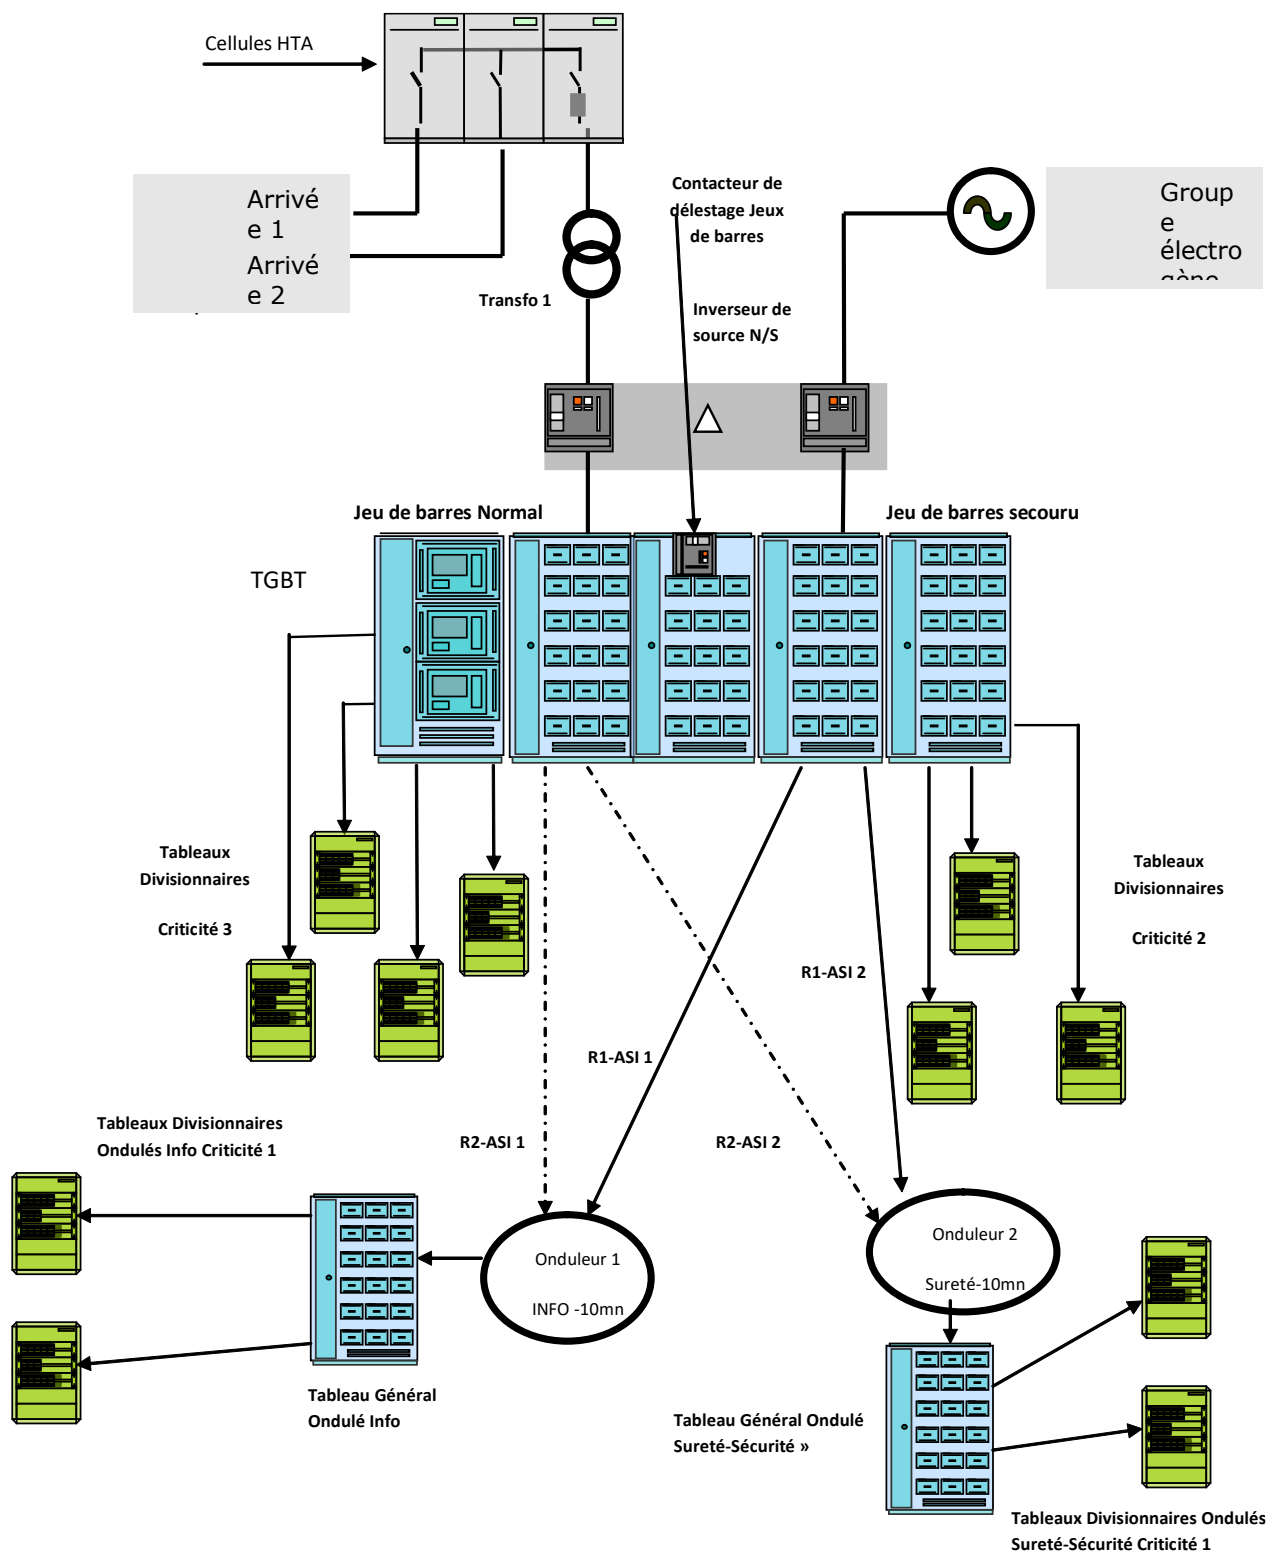 Cellules HTA
Arrivé
e 1
Arrivé
e 2
Contacteur de
délestage Jeux
de barres
Group
e
électro
gène
Transfo 1
Inverseur de
source N/S
Jeu de barres Normal
Jeu de barres secouru
TGBT
Tableaux
Divisionnaires
Criticité 3
Tableaux
Divisionnaires
Criticité 2
R1-ASI 2
R1-ASI 1
R2-ASI 1
R2-ASI 2
Tableaux Divisionnaires
Ondulés Info Criticité 1
Onduleur 1
INFO -10mn
Onduleur 2
Sureté-10mn
Tableau Général
Ondulé Info
Tableau Général Ondulé
Sureté-Sécurité »
Tableaux Divisionnaires Ondulés
Sureté-Sécurité Criticité 1